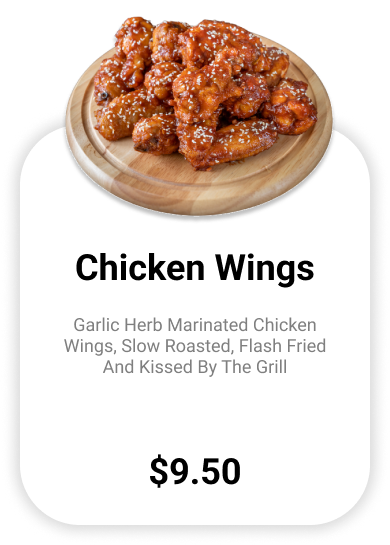 Chicken Wings
Garlic Herb Marinated Chicken
Wings, Slow Roasted, Flash Fried
And Kissed By The Grill
$9.50